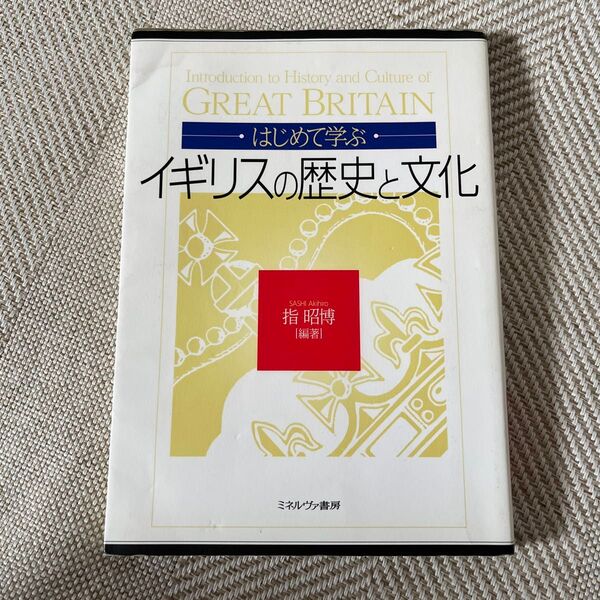 Introduction to History and Culture of
GREAT BRITAIN
・はじめて学ぶ・
イギリスの歴史と文化
SASHI Akihiro
指 昭博
[編著]
ミネルヴァ書房